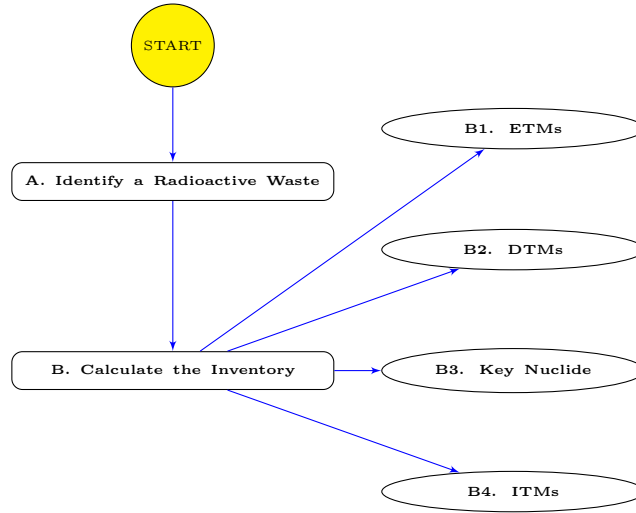 START
A. Identify a Radioactive Waste
B. Calculate the Inventory
B1. ETMs
B2. DTMs
B3. Key Nuclide
B4. ITMs